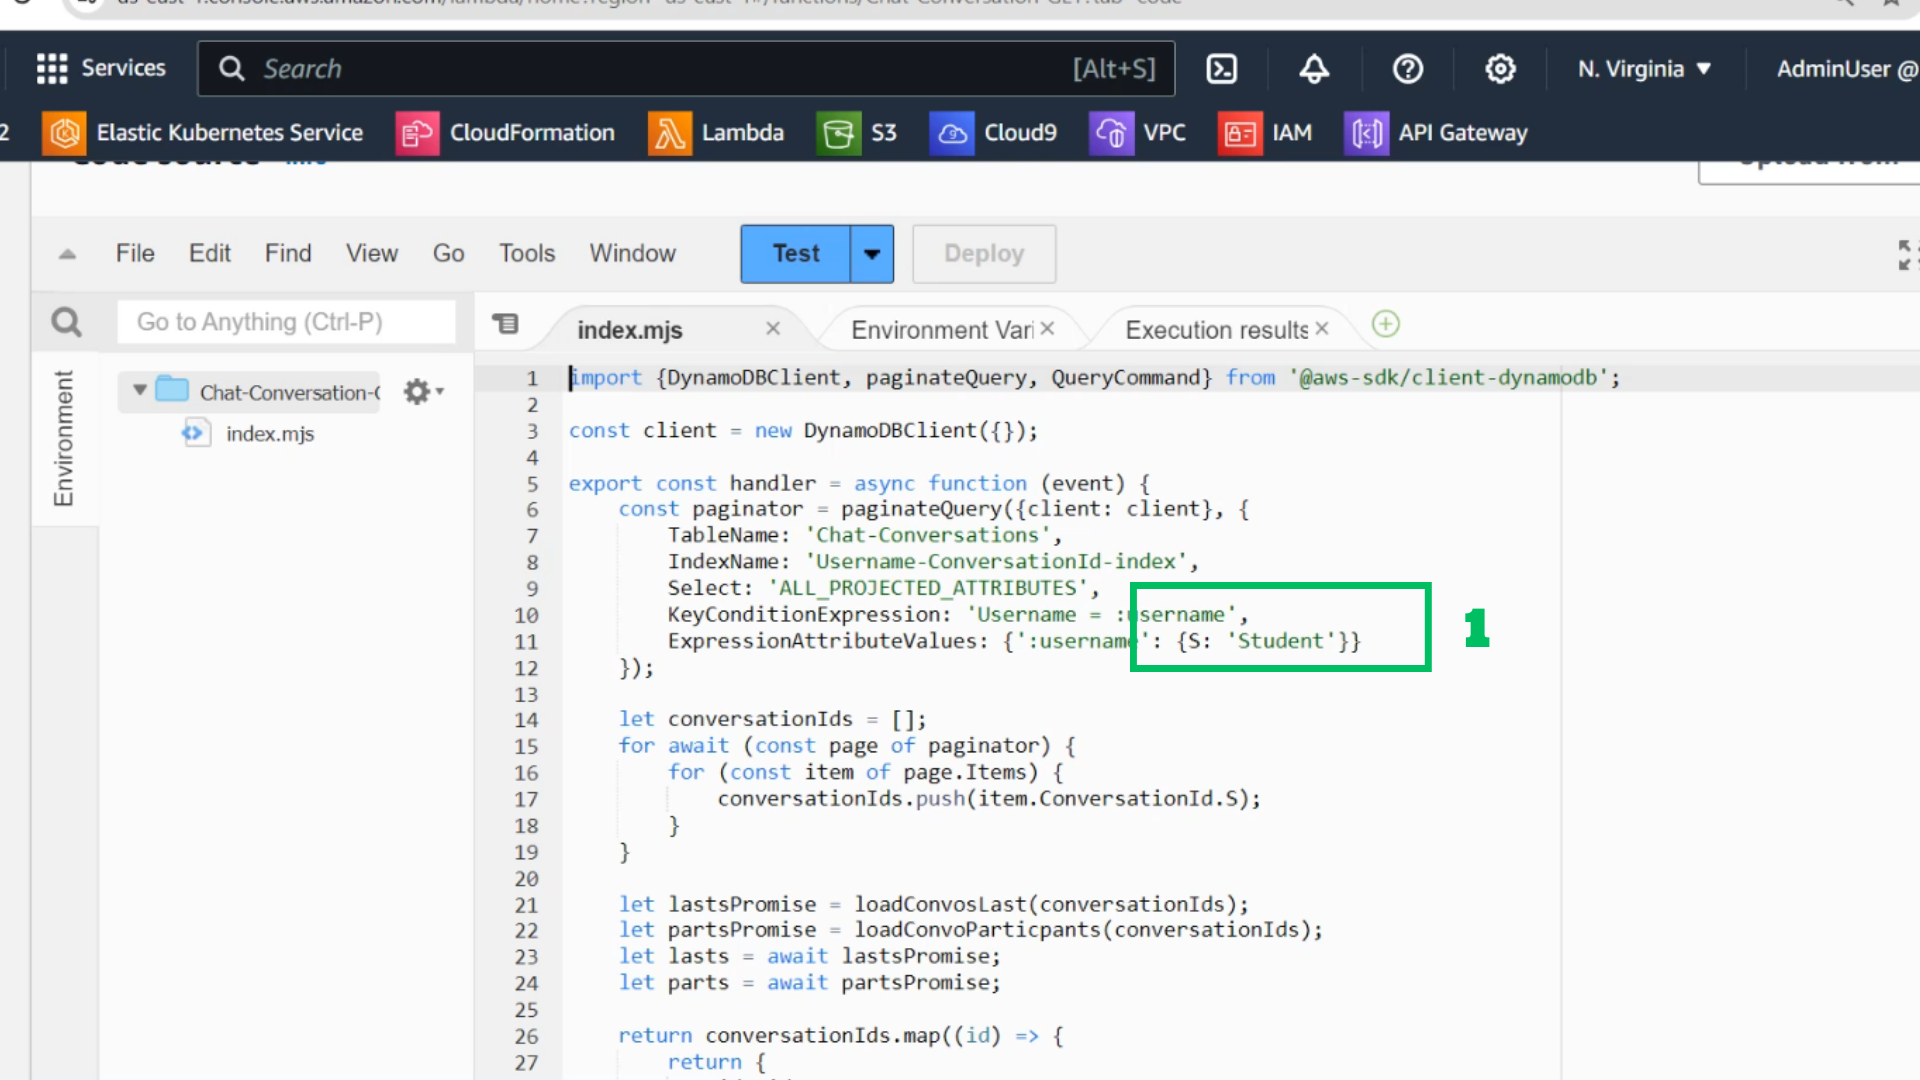 Services
Search
[Alt+S]
N. Virginia ▼
AdminUser @
2
Elastic Kubernetes Service
CloudFormation
Lambda
S3
Cloud9
VPC
IAM
API Gateway
File Edit Find View Go Tools Window
Test
Deploy
Go to Anything (Ctrl-P)
index.mjs
Environment Vari
Execution results
Environment
Chat-Conversation-
index.mjs
1 import {DynamoDBClient, paginateQuery, QueryCommand} from '@aws-sdk/client-dynamodb';
2
3 const client = new DynamoDBClient({});
4
5 export const handler = async function (event) {
6 const paginator = paginateQuery({client: client}, {
7 TableName: 'Chat-Conversations',
8 IndexName: 'Username-ConversationId-index',
9 Select: 'ALL_PROJECTED_ATTRIBUTES',
10 KeyConditionExpression: 'Username = :username',
11 ExpressionAttributeValues: {':username': {S: 'Student'}}
12 });
13
14 let conversationIds = [];
15 for await (const page of paginator) {
16 for (const item of page.Items) {
17 conversationIds.push(item.ConversationId.S);
18 }
19 }
20
21 let lastsPromise = loadConvosLast(conversationIds);
22 let partsPromise = loadConvoParticpants(conversationIds);
23 let lasts = await lastsPromise;
24 let parts = await partsPromise;
25
26 return conversationIds.map((id) => {
27 return {
1